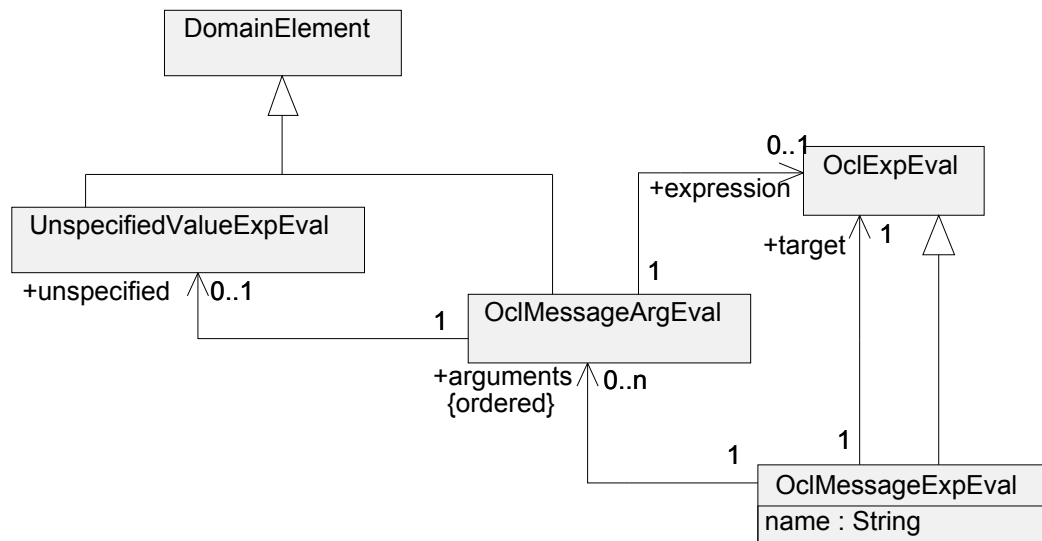 DomainElement
0..1
OclExpEval
+expression
UnspecifiedValueExpEval
+target
1
+unspecified
0..1
1
1
OclMessageArgEval
+arguments
0..n
{ordered}
1
1
OclMessageExpEval
name : String